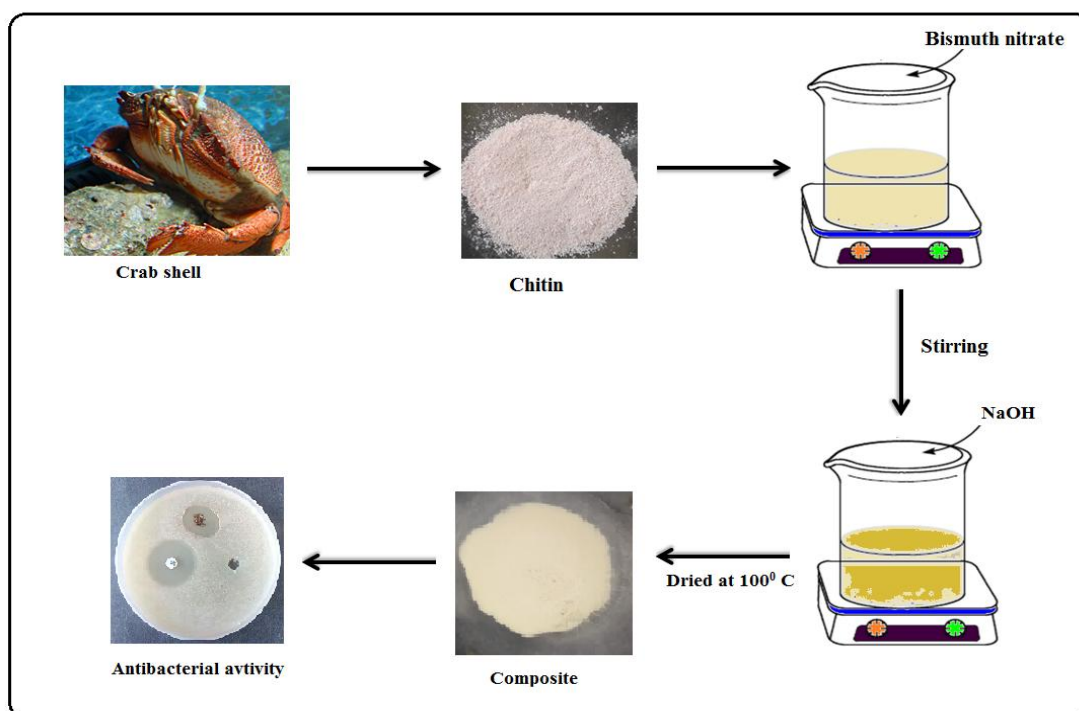 Bismuth nitrate
Crab shell
Chitin
Stirring
NaOH
Dried at 100⁰ C
Antibacterial avtivity
Composite